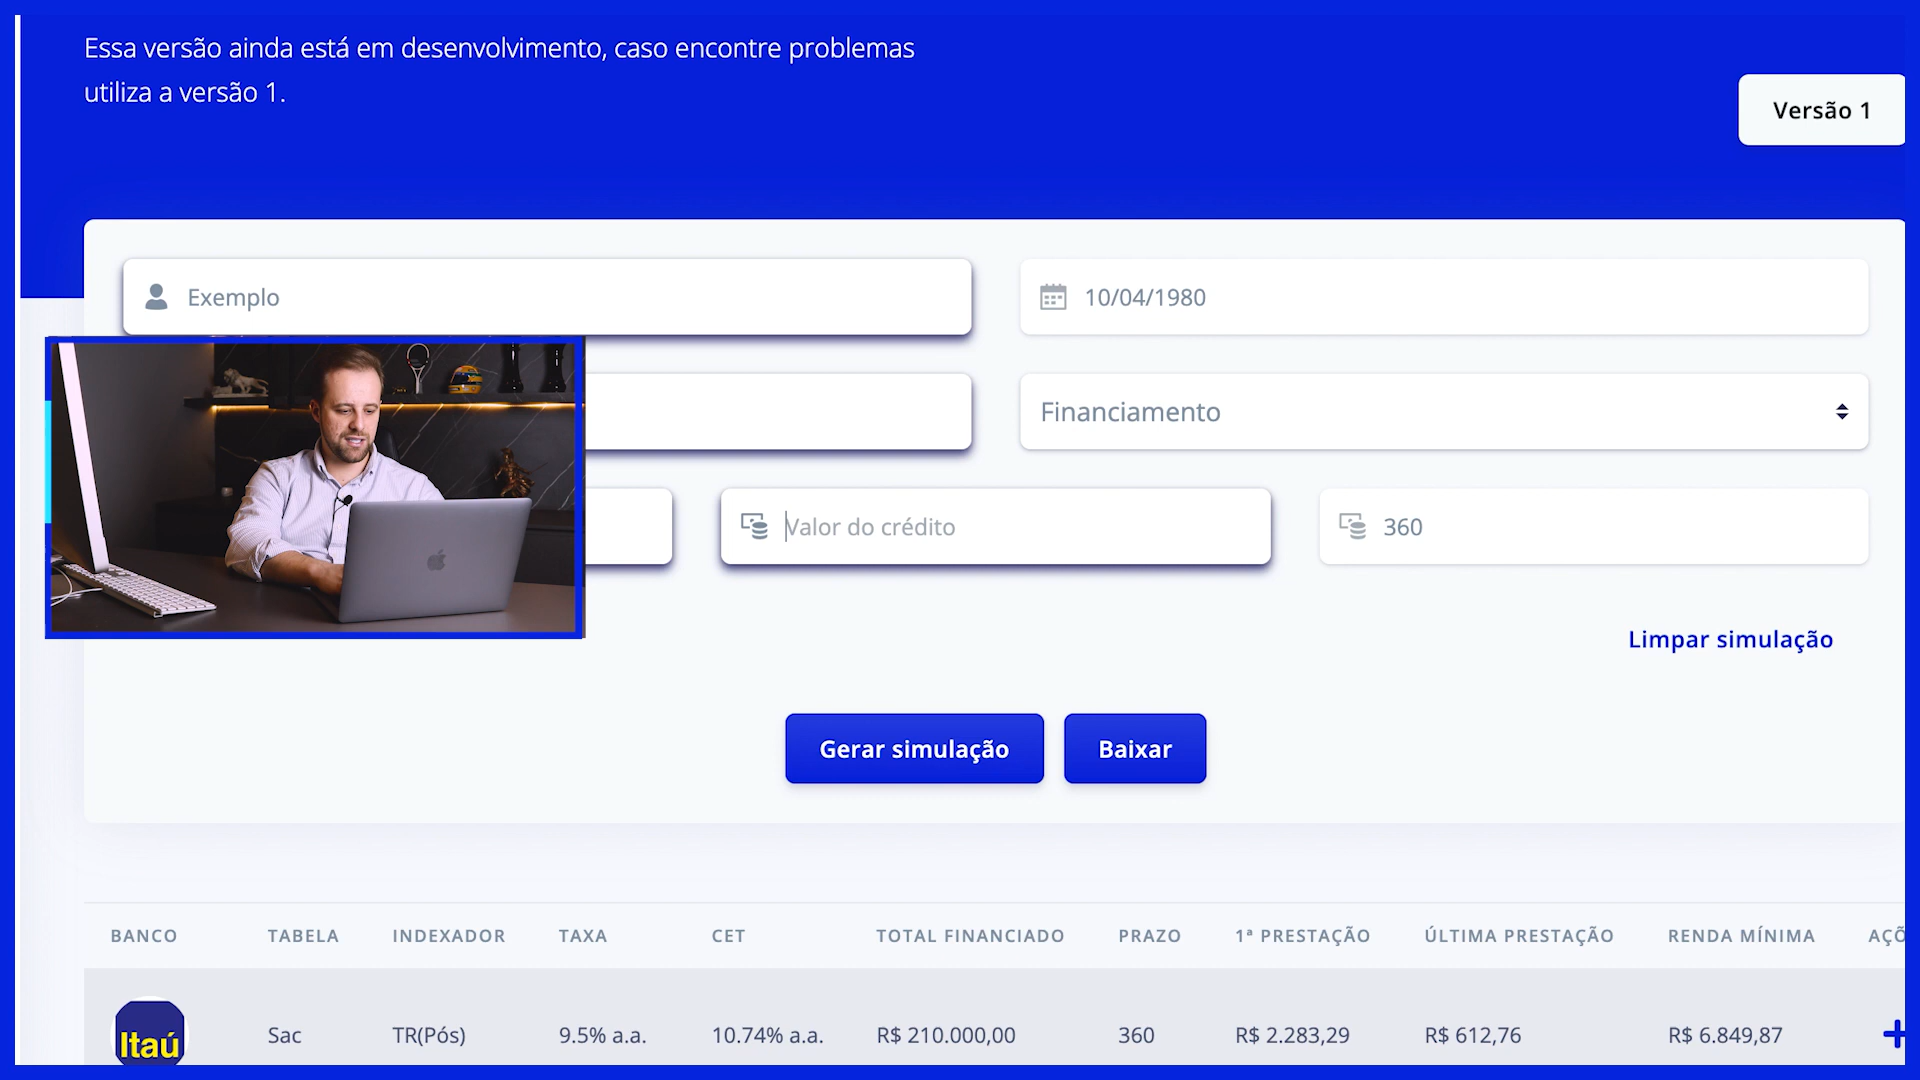 Essa versão ainda está em desenvolvimento, caso encontre problemas
utiliza a versão 1.
Versão 1
Exemplo
10/04/1980
Financiamento
Valor do crédito
360
Limpar simulação
Gerar simulação
Baixar
BANCO TABELA INDEXADOR TAXA CET TOTAL FINANCIADO PRAZO 1ª PRESTAÇÃO ÚLTIMA PRESTAÇÃO RENDA MÍNIMA AÇÕ
Itaú Sac TR(Pós) 9.5% a.a. 10.74% a.a. R$ 210.000,00 360 R$ 2.283,29 R$ 612,76 R$ 6.849,87